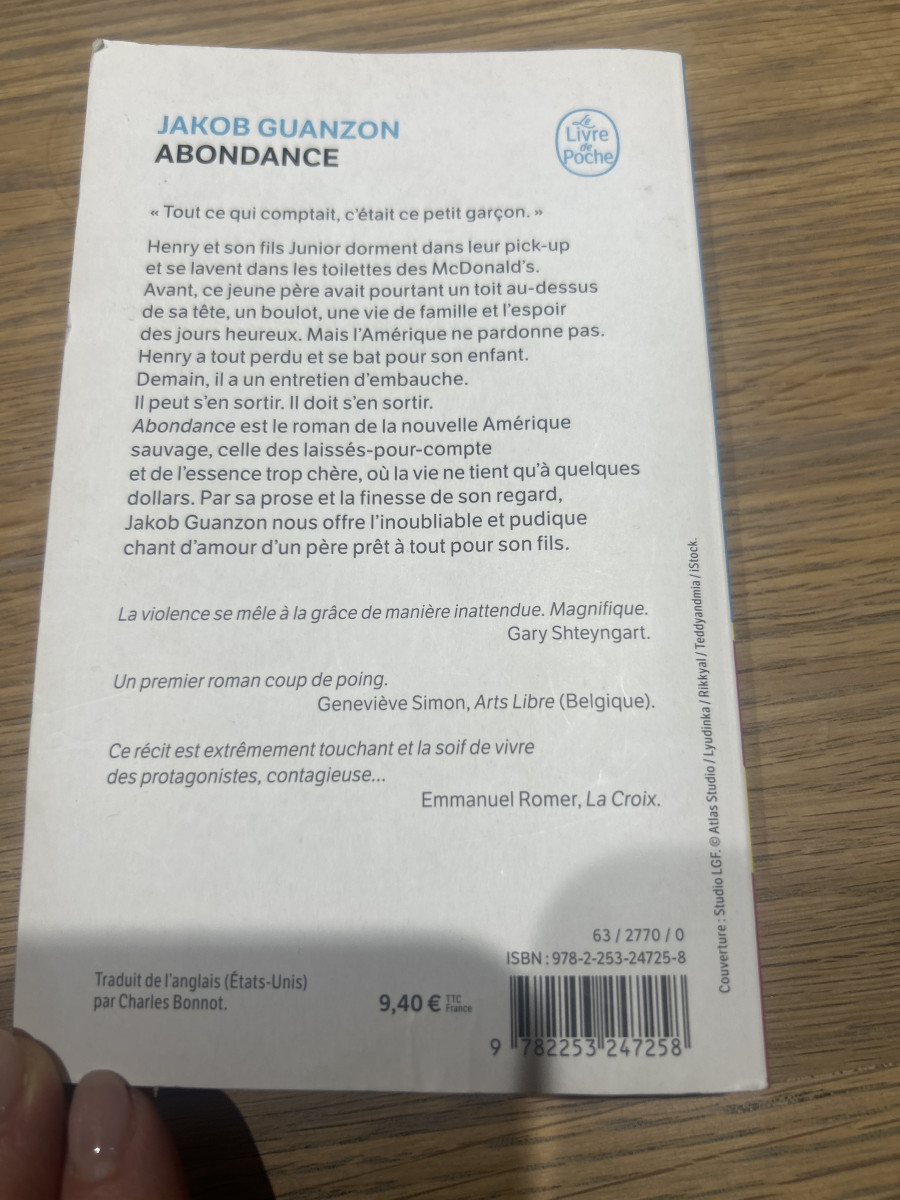 JAKOB GUANZON
ABONDANCE
Le
Livre
de
Poche
« Tout ce qui comptait, c'était ce petit garçon. »
Henry et son fils Junior dorment dans leur pick-up
et se lavent dans les toilettes des McDonald's.
Avant, ce jeune père avait pourtant un toit au-dessus
de sa tête, un boulot, une vie de famille et l'espoir
des jours heureux. Mais l'Amérique ne pardonne pas.
Henry a tout perdu et se bat pour son enfant.
Demain, il a un entretien d'embauche.
Il peut s'en sortir. Il doit s'en sortir.
Abondance est le roman de la nouvelle Amérique
sauvage, celle des laissés-pour-compte
et de l'essence trop chère, où la vie ne tient qu'à quelques
dollars. Par sa prose et la finesse de son regard,
Jakob Guanzon nous offre l'inoubliable et pudique
chant d'amour d'un père prêt à tout pour son fils.
La violence se mêle à la grâce de manière inattendue. Magnifique.
Gary Shteyngart.
Un premier roman coup de poing.
Geneviève Simon, Arts Libre (Belgique).
Ce récit est extrêmement touchant et la soif de vivre
des protagonistes, contagieuse...
Emmanuel Romer, La Croix.
Couverture : Studio LGF. © Atlas Studio / Lyudinka / Rikkyal / Teddyandmia / iStock.
63 / 2770 / 0
ISBN : 978-2-253-24725-8
Traduit de l'anglais (États-Unis)
par Charles Bonnot.
9,40 € TTC France
9 782253 247258